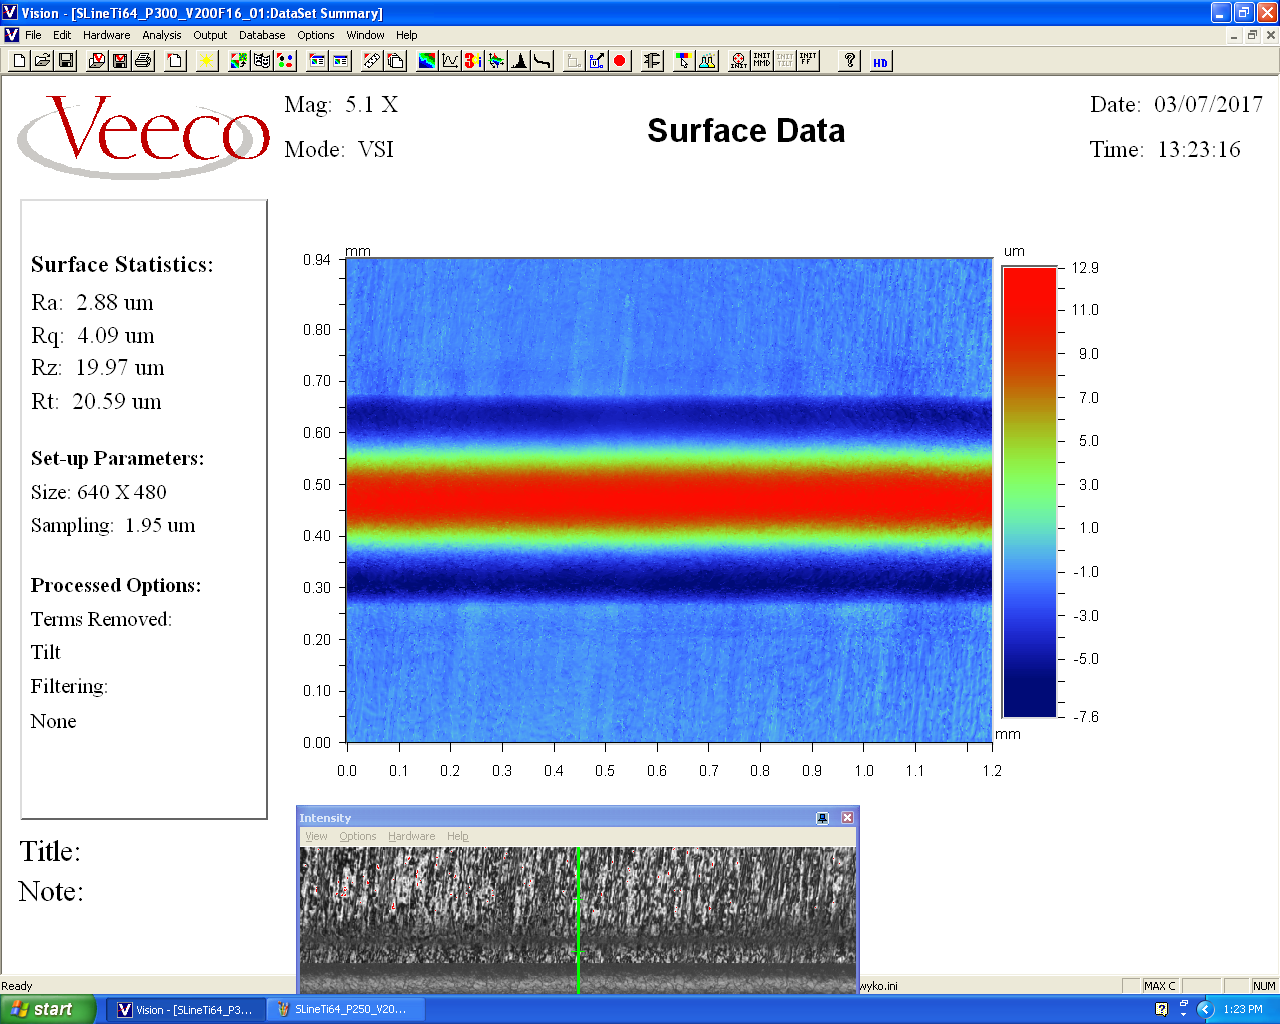 Vision - [SLineTi64_P300_V200F16_01:DataSet Summary]
File Edit Hardware Analysis Output Database Options Window Help
INIT INIT MMD INIT TILT INIT FF ? HD
Veeco
Mag: 5.1 X
Mode: VSI
Surface Data
Date: 03/07/2017
Time: 13:23:16
Surface Statistics:
Ra: 2.88 um
Rq: 4.09 um
Rz: 19.97 um
Rt: 20.59 um
Set-up Parameters:
Size: 640 X 480
Sampling: 1.95 um
Processed Options:
Terms Removed:
Tilt
Filtering:
None
Title:
Note:
mm
0.94
0.80
0.70
0.60
0.50
0.40
0.30
0.20
0.10
0.00
0.0 0.1 0.2 0.3 0.4 0.5 0.6 0.7 0.8 0.9 1.0 1.1 1.2
mm
um
12.9
11.0
9.0
7.0
5.0
3.0
1.0
-1.0
-3.0
-5.0
-7.6
Intensity
View Options Hardware Help
Ready
wyko.ini
MAX C
NUM
start
Vision - [SLineTi64_P3...
SLineTi64_P250_V20...
1:23 PM